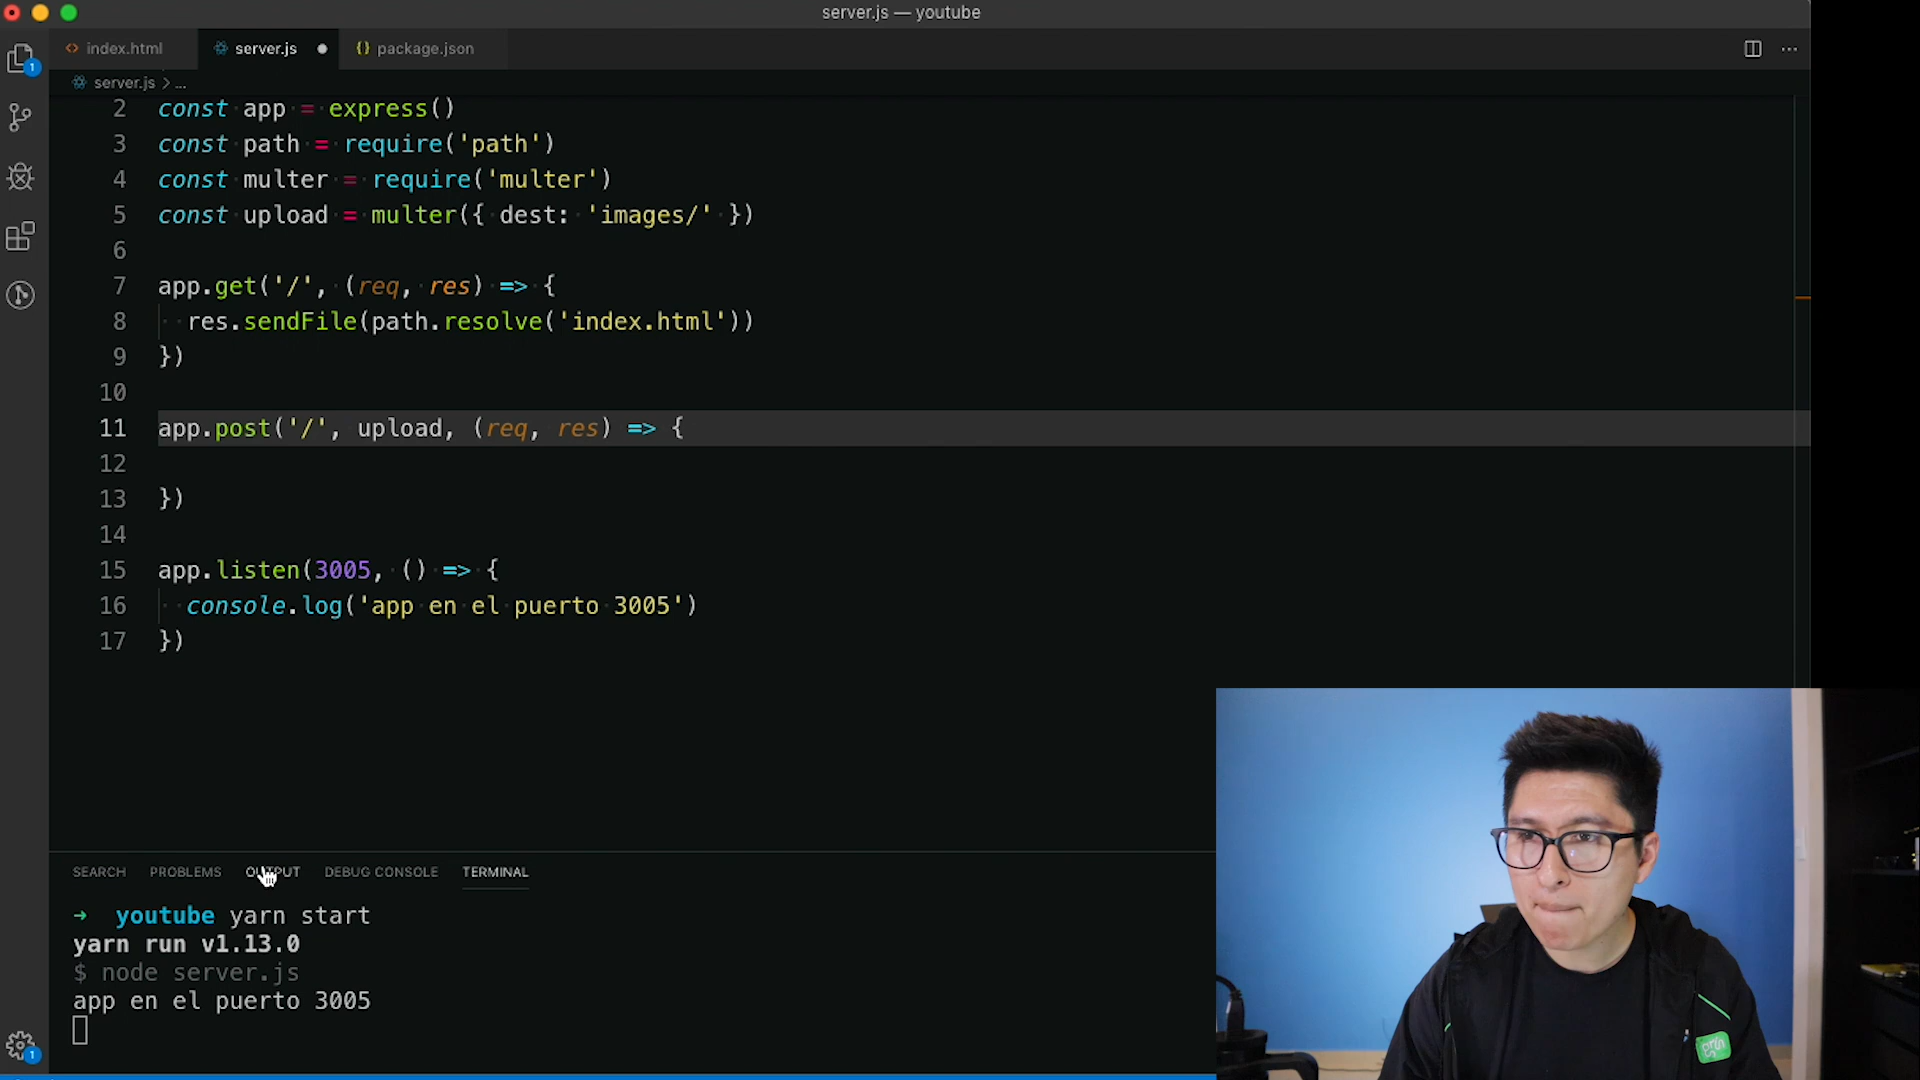 server.js — youtube
index.html
server.js
{} package.json
server.js > ...
2 const app = express()
3 const path = require('path')
4 const multer = require('multer')
5 const upload = multer({ dest: 'images/' })
6
7 app.get('/', (req, res) => {
8 res.sendFile(path.resolve('index.html'))
9 })
10
11 app.post('/', upload, (req, res) => {
12
13 })
14
15 app.listen(3005, () => {
16 console.log('app en el puerto 3005')
17 })
1
SEARCH PROBLEMS OUTPUT DEBUG CONSOLE TERMINAL
➜ youtube yarn start
yarn run v1.13.0
$ node server.js
app en el puerto 3005
1